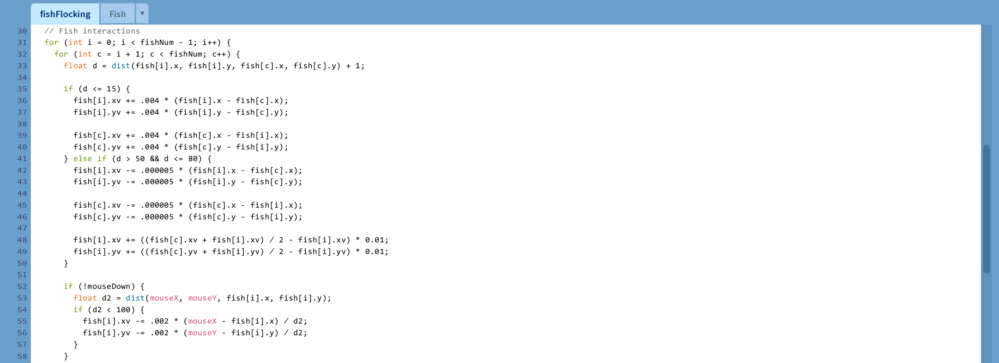 fishFlocking Fish ▼
30 // Fish interactions
31 for (int i = 0; i < fishNum - 1; i++) {
32 for (int c = i + 1; c < fishNum; c++) {
33 float d = dist(fish[i].x, fish[i].y, fish[c].x, fish[c].y) + 1;
34
35 if (d <= 15) {
36 fish[i].xv += .004 * (fish[i].x - fish[c].x);
37 fish[i].yv += .004 * (fish[i].y - fish[c].y);
38
39 fish[c].xv += .004 * (fish[c].x - fish[i].x);
40 fish[c].yv += .004 * (fish[c].y - fish[i].y);
41 } else if (d > 50 && d <= 80) {
42 fish[i].xv -= .000005 * (fish[i].x - fish[c].x);
43 fish[i].yv -= .000005 * (fish[i].y - fish[c].y);
44
45 fish[c].xv -= .000005 * (fish[c].x - fish[i].x);
46 fish[c].yv -= .000005 * (fish[c].y - fish[i].y);
47
48 fish[i].xv += ((fish[c].xv + fish[i].xv) / 2 - fish[i].xv) * 0.01;
49 fish[i].yv += ((fish[c].yv + fish[i].yv) / 2 - fish[i].yv) * 0.01;
50 }
51
52 if (!mouseDown) {
53 float d2 = dist(mouseX, mouseY, fish[i].x, fish[i].y);
54 if (d2 < 100) {
55 fish[i].xv -= .002 * (mouseX - fish[i].x) / d2;
56 fish[i].yv -= .002 * (mouseY - fish[i].y) / d2;
57 }
58 }